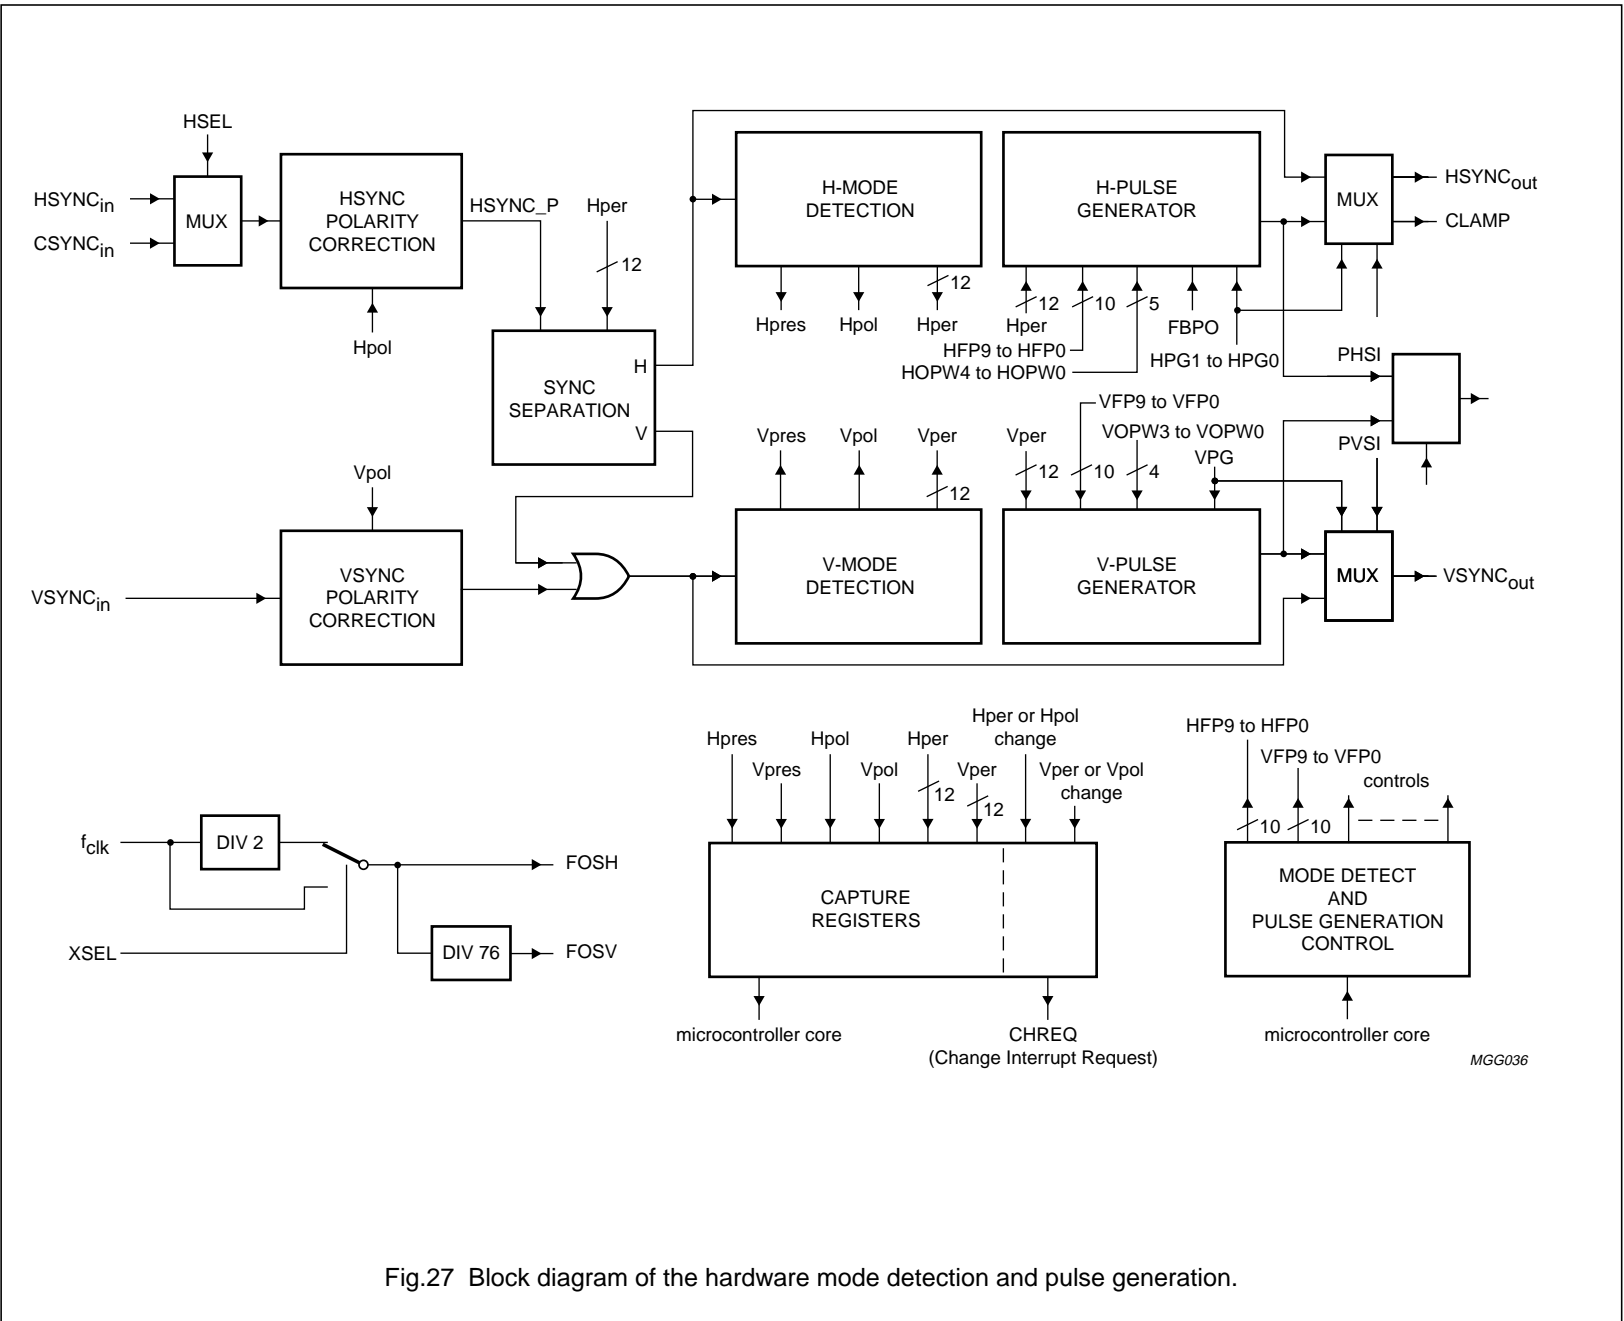 HSEL
HSYNCin
CSYNCin
MUX
HSYNC
POLARITY
CORRECTION
Hpol
HSYNC_P
Hper
12
SYNC
SEPARATION
H
V
H-MODE
DETECTION
Hpres
Hpol
Hper
12
H-PULSE
GENERATOR
12
10
5
Hper
HFP9 to HFP0
HOPW4 to HOPW0
FBPO
HPG1 to HPG0
MUX
HSYNCout
CLAMP
PHSI
PVSI
Vpol
VSYNCin
VSYNC
POLARITY
CORRECTION
Vpres
Vpol
Vper
12
V-MODE
DETECTION
Vper
VFP9 to VFP0
VOPW3 to VOPW0
VPG
12
10
4
V-PULSE
GENERATOR
MUX
VSYNCout
fclk
DIV 2
FOSH
XSEL
DIV 76
FOSV
Hpres
Vpres
Hpol
Vpol
Hper
12
Vper
12
Hper or Hpol
change
Vper or Vpol
change
CAPTURE
REGISTERS
microcontroller core
CHREQ
(Change Interrupt Request)
HFP9 to HFP0
VFP9 to VFP0
controls
10
10
MODE DETECT
AND
PULSE GENERATION
CONTROL
microcontroller core
MGG036
Fig.27 Block diagram of the hardware mode detection and pulse generation.